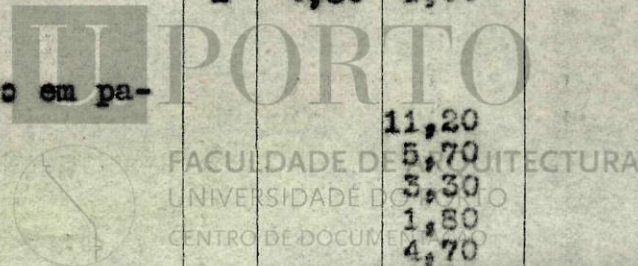 U.PORTO
o em pa-
11,20
FACULDADE DE ARQUITECTURA
5,70
UNIVERSIDADE DO PORTO
3,30
1,80
CENTRO DE DOCUMENTAÇÃO
4,70